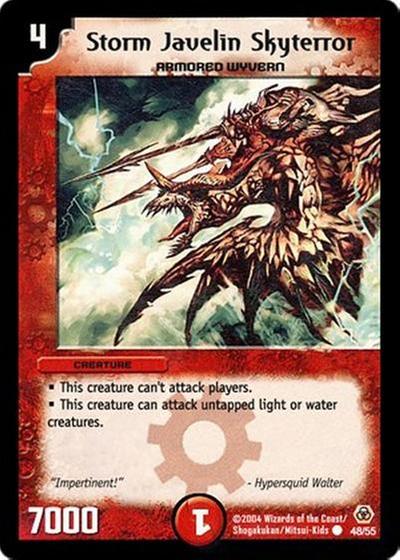 4
Storm Javelin Skyterror
ARMORED WYVERN
CREATURE
▪ This creature can't attack players.
▪ This creature can attack untapped light or water
creatures.
"Impertinent!" - Hypersquid Walter
7000
1
©2004 Wizards of the Coast/
Shogakukan/Mitsui-Kids ● 48/55